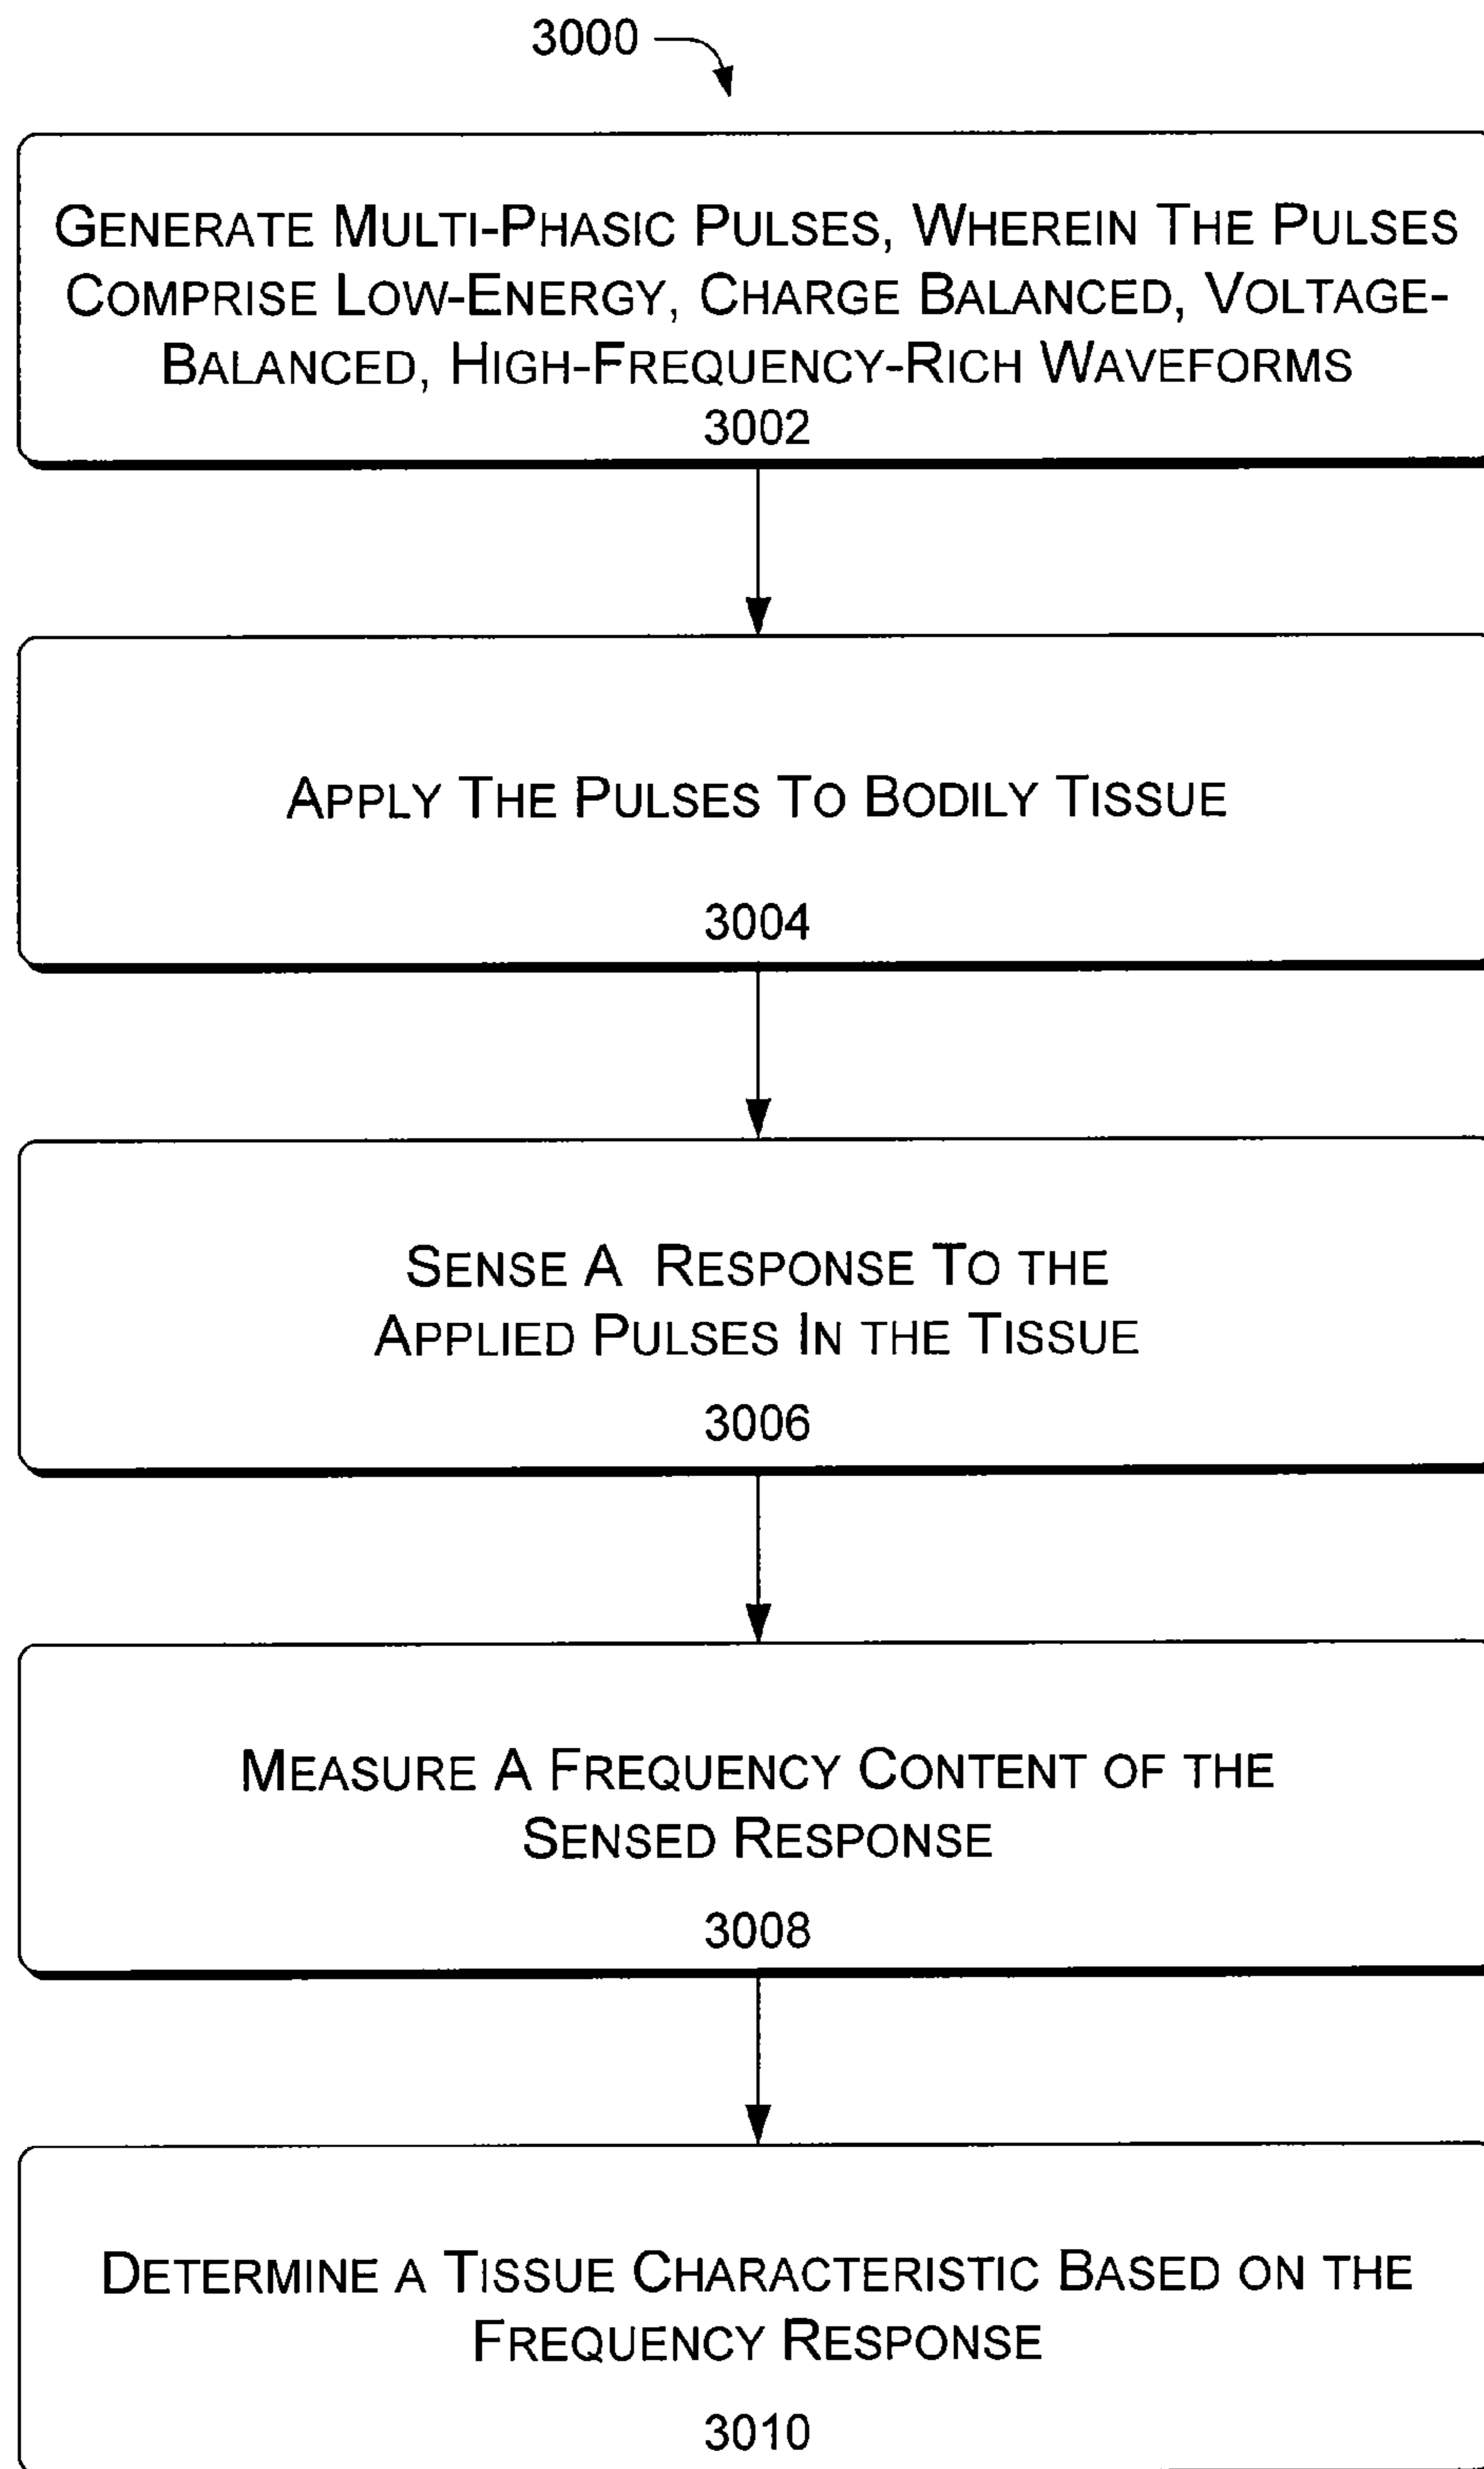 3000
GENERATE MULTI-PHASIC PULSES, WHEREIN THE PULSES
COMPRISE LOW-ENERGY, CHARGE BALANCED, VOLTAGE-
BALANCED, HIGH-FREQUENCY-RICH WAVEFORMS
3002
APPLY THE PULSES TO BODILY TISSUE
3004
SENSE A RESPONSE TO THE
APPLIED PULSES IN THE TISSUE
3006
MEASURE A FREQUENCY CONTENT OF THE
SENSED RESPONSE
3008
DETERMINE A TISSUE CHARACTERISTIC BASED ON THE
FREQUENCY RESPONSE
3010